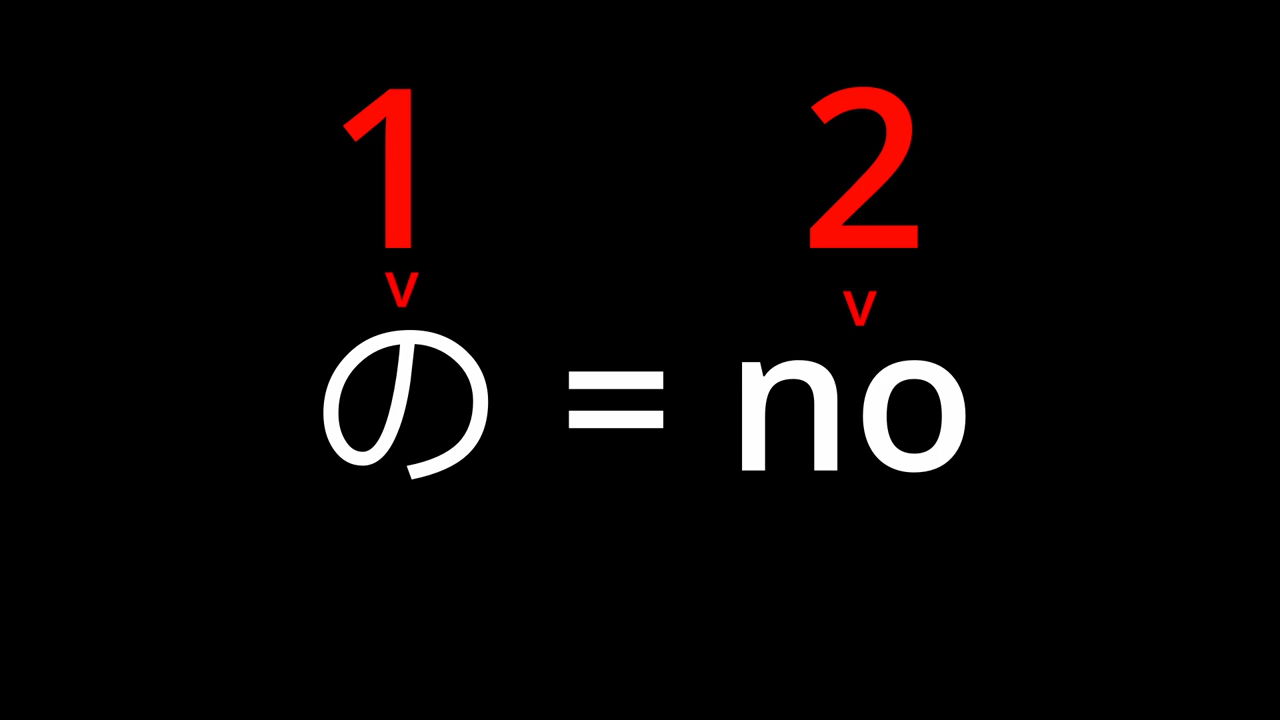 1 2
v v
の = no